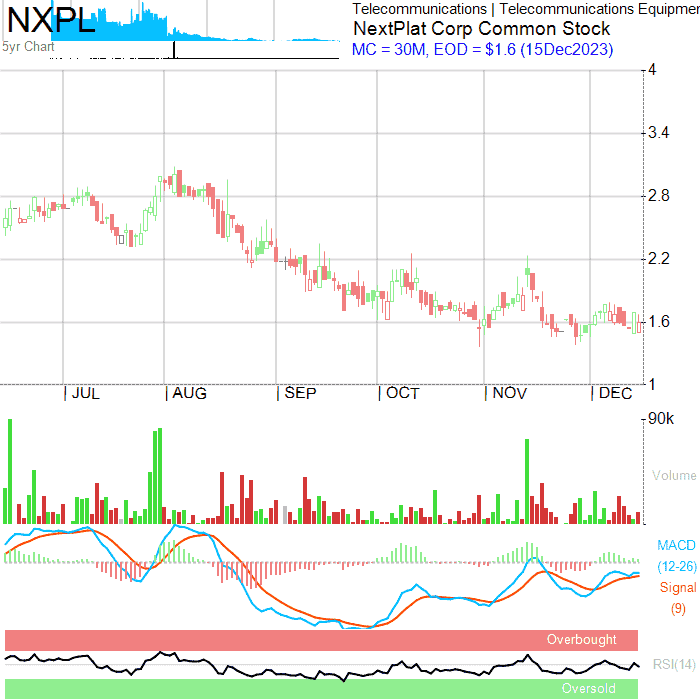 NXPL
Telecommunications | Telecommunications Equipmen
NextPlat Corp Common Stock
5yr Chart
MC = 30M, EOD = $1.6 (15Dec2023)
4
3.4
2.8
2.2
1.6
1
| JUL | AUG | SEP | OCT | NOV | DEC
90k
Volume
MACD
(12-26)
Signal
(9)
Overbought
RSI(14)
Oversold